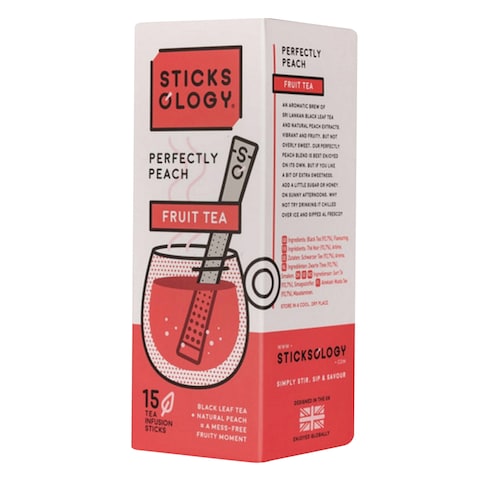 STICKS
OLOGY®
PERFECTLY
PEACH
FRUIT TEA
S
C
15
TEA
INFUSION
STICKS
BLACK LEAF TEA
+ NATURAL PEACH
= A MESS-FREE
FRUITY MOMENT
PERFECTLY
PEACH
FRUIT TEA
AN AROMATIC BREW OF
SRI LANKAN BLACK LEAF TEA
AND NATURAL PEACH EXTRACTS.
VIBRANT AND FRUITY, BUT NOT
OVERLY SWEET. OUR PERFECTLY
PEACH BLEND IS BEST ENJOYED
ON ITS OWN. BUT IF YOU LIKE
A BIT OF EXTRA SWEETNESS,
ADD A LITTLE SUGAR OR HONEY.
ON SUNNY AFTERNOONS, WHY
NOT TRY DRINKING IT CHILLED
OVER ICE AND SIPPED AL FRESCO?
Ingredients: Black Tea
STORE IN A COOL, DRY PLACE.
WWW.
STICKSOLOGY
.COM
SIMPLY STIR, SIP & SAVOUR
DESIGNED IN THE UK
ENJOYED GLOBALLY